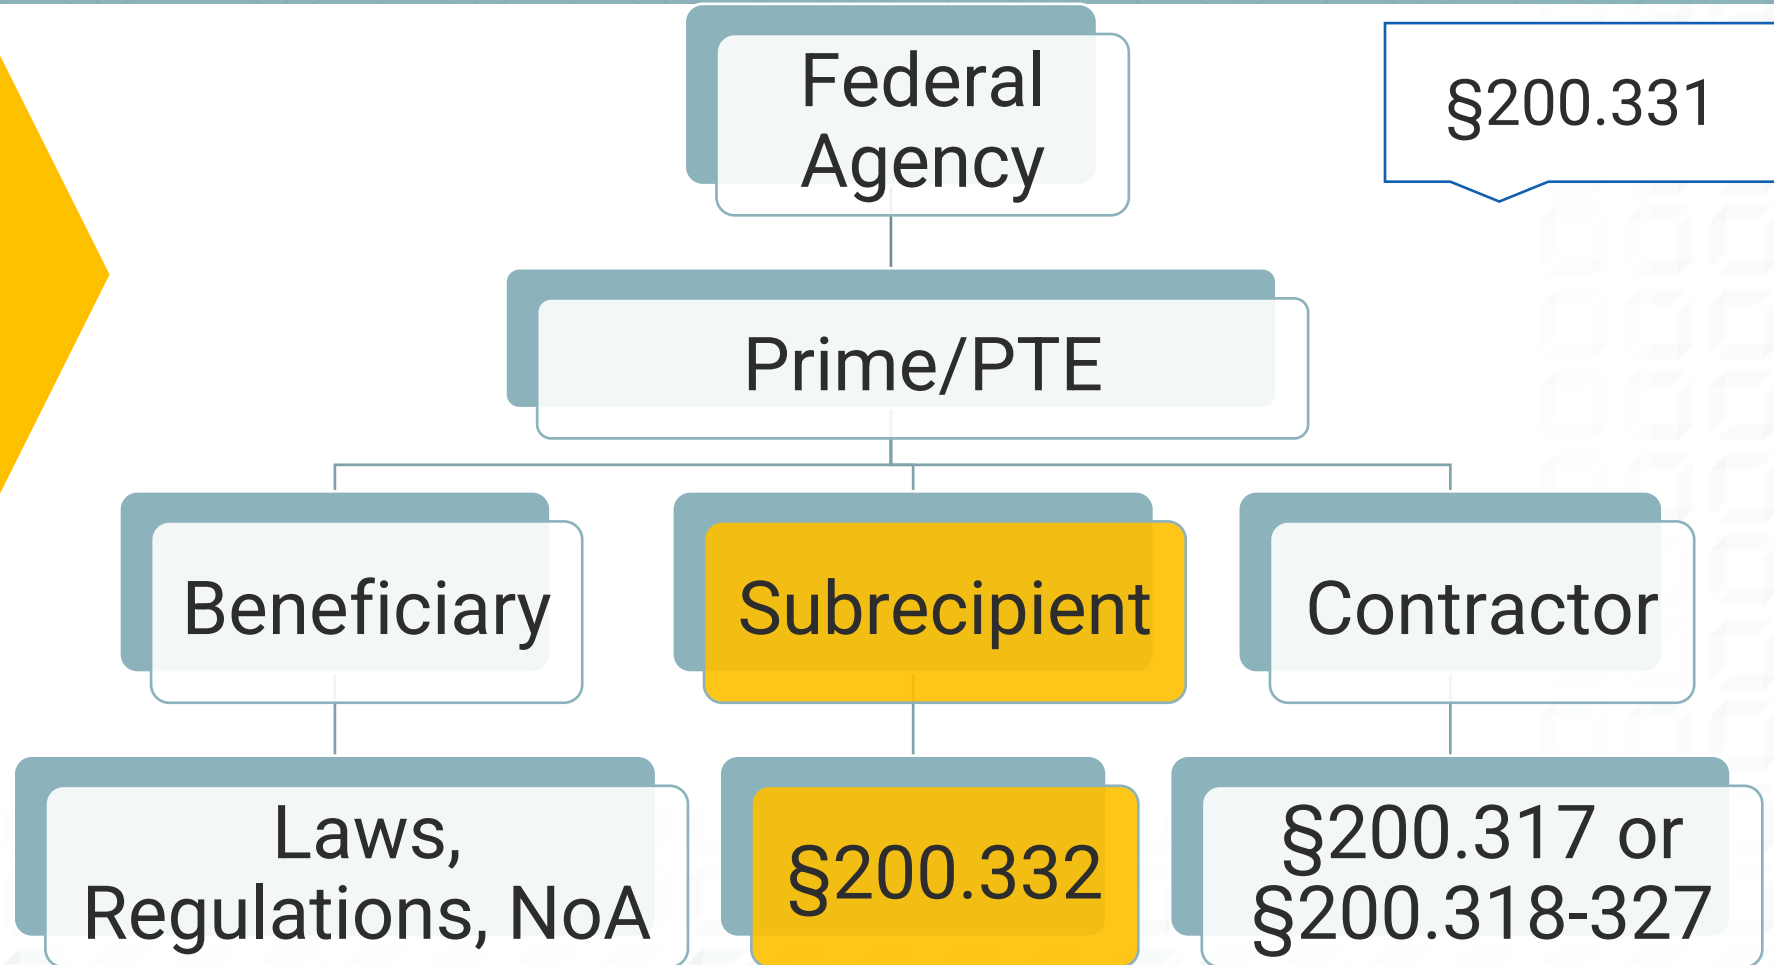 Federal
Agency
§200.331
Prime/PTE
Beneficiary
Subrecipient
Contractor
Laws,
Regulations, NoA
§200.332
§200.317 or
§200.318-327